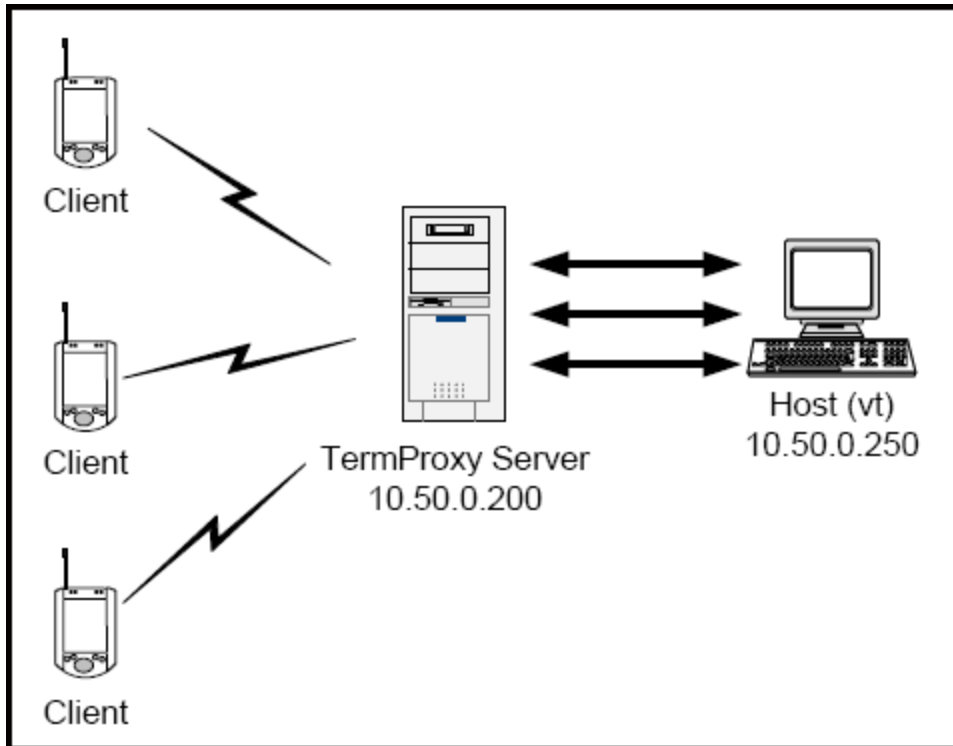 Client
Client
Client
TermProxy Server
10.50.0.200
Host (vt)
10.50.0.250